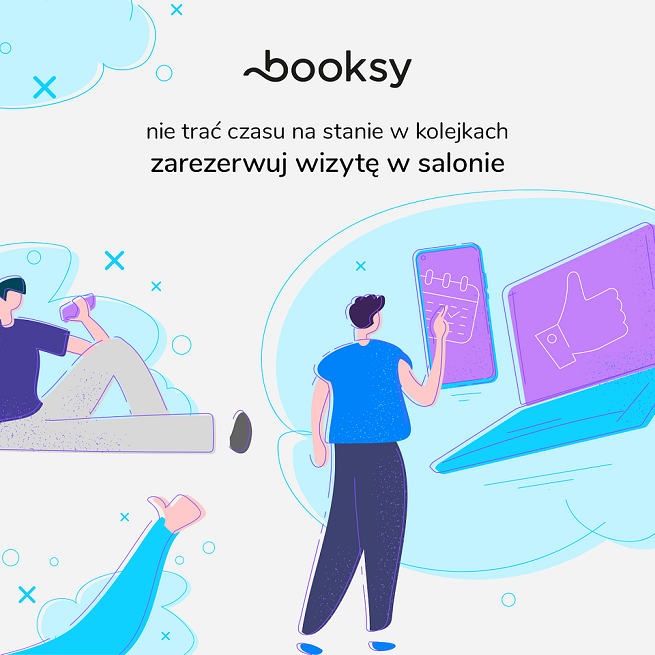 booksy
nie trać czasu na stanie w kolejkach
zarezerwuj wizytę w salonie